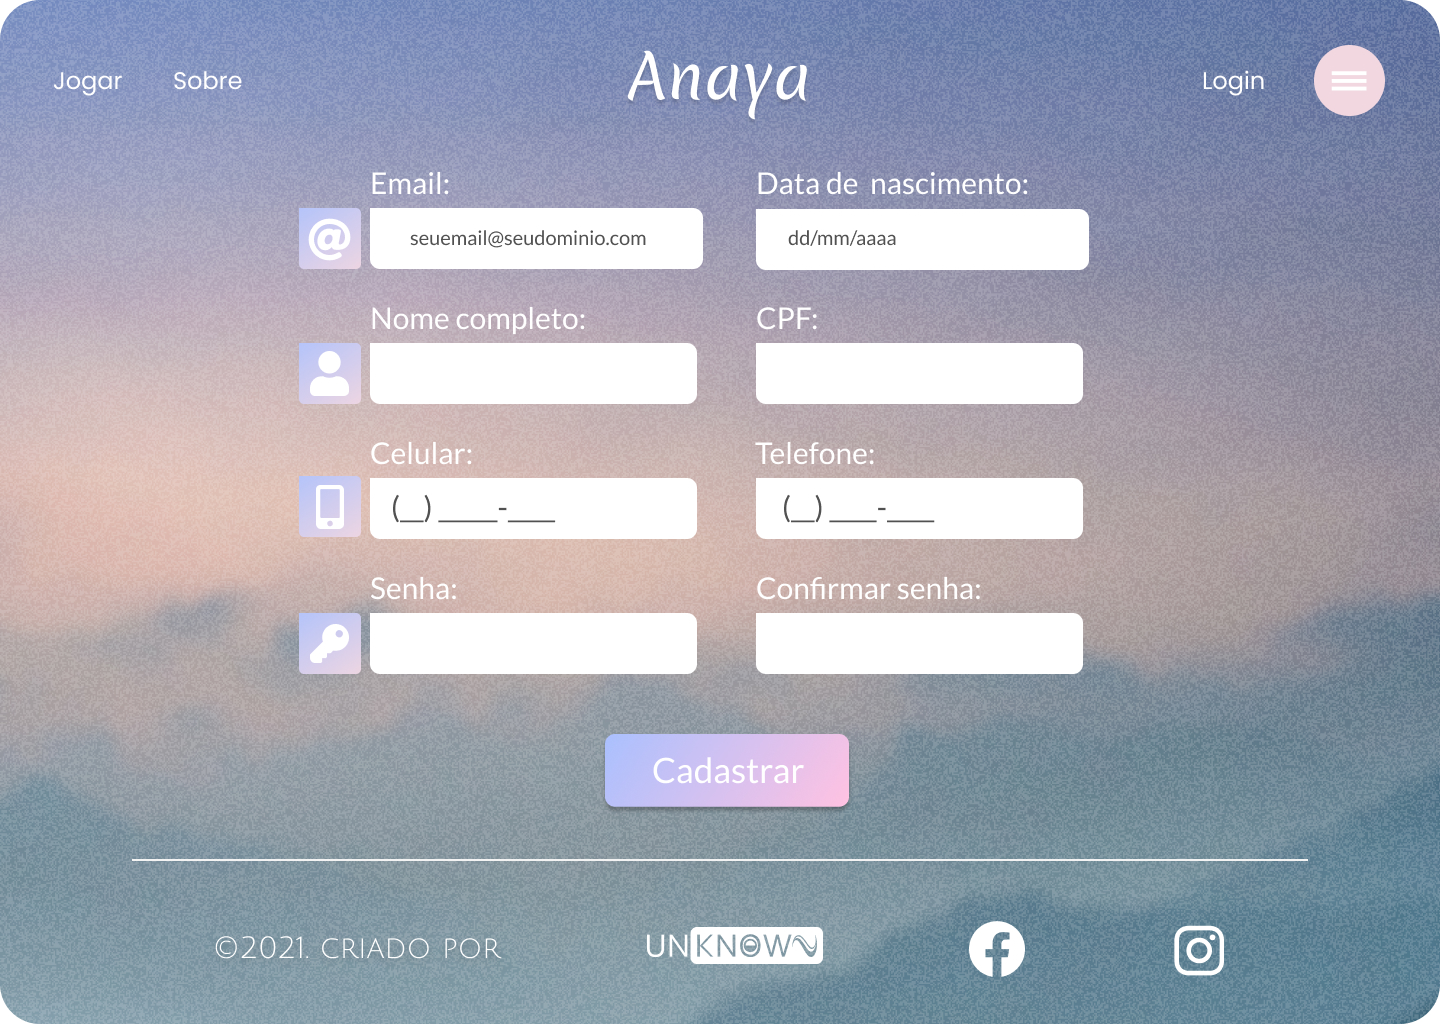 Jogar Sobre Anaya Login
Email: Data de nascimento:
@ seuemail@seudominio.com dd/mm/aaaa
Nome completo: CPF:
Celular: Telefone:
(__) _____-____ (__) ____-____
Senha: Confirmar senha:
Cadastrar
©2021. CRIADO POR UNKNOWN